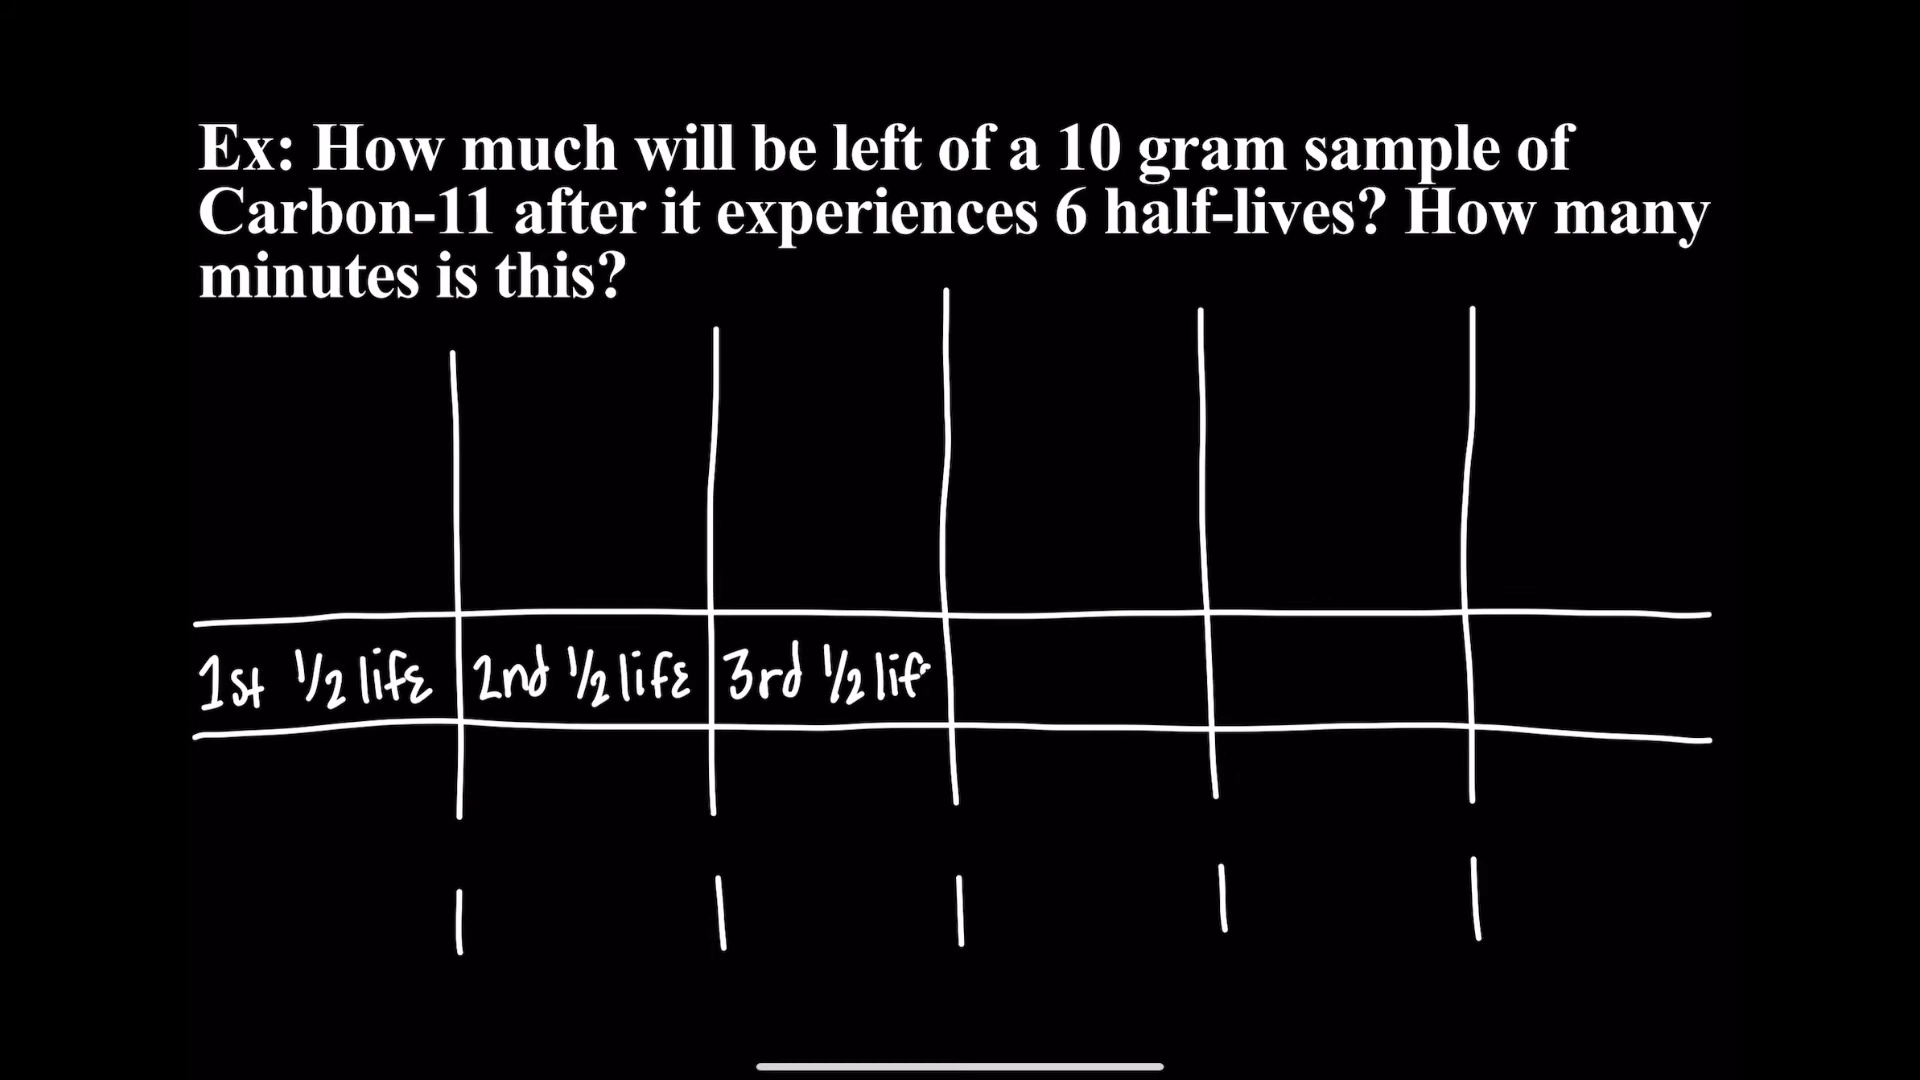 Ex: How much will be left of a 10 gram sample of
Carbon-11 after it experiences 6 half-lives? How many
minutes is this?
1st 1/2 life 2nd 1/2 life 3rd 1/2 lif